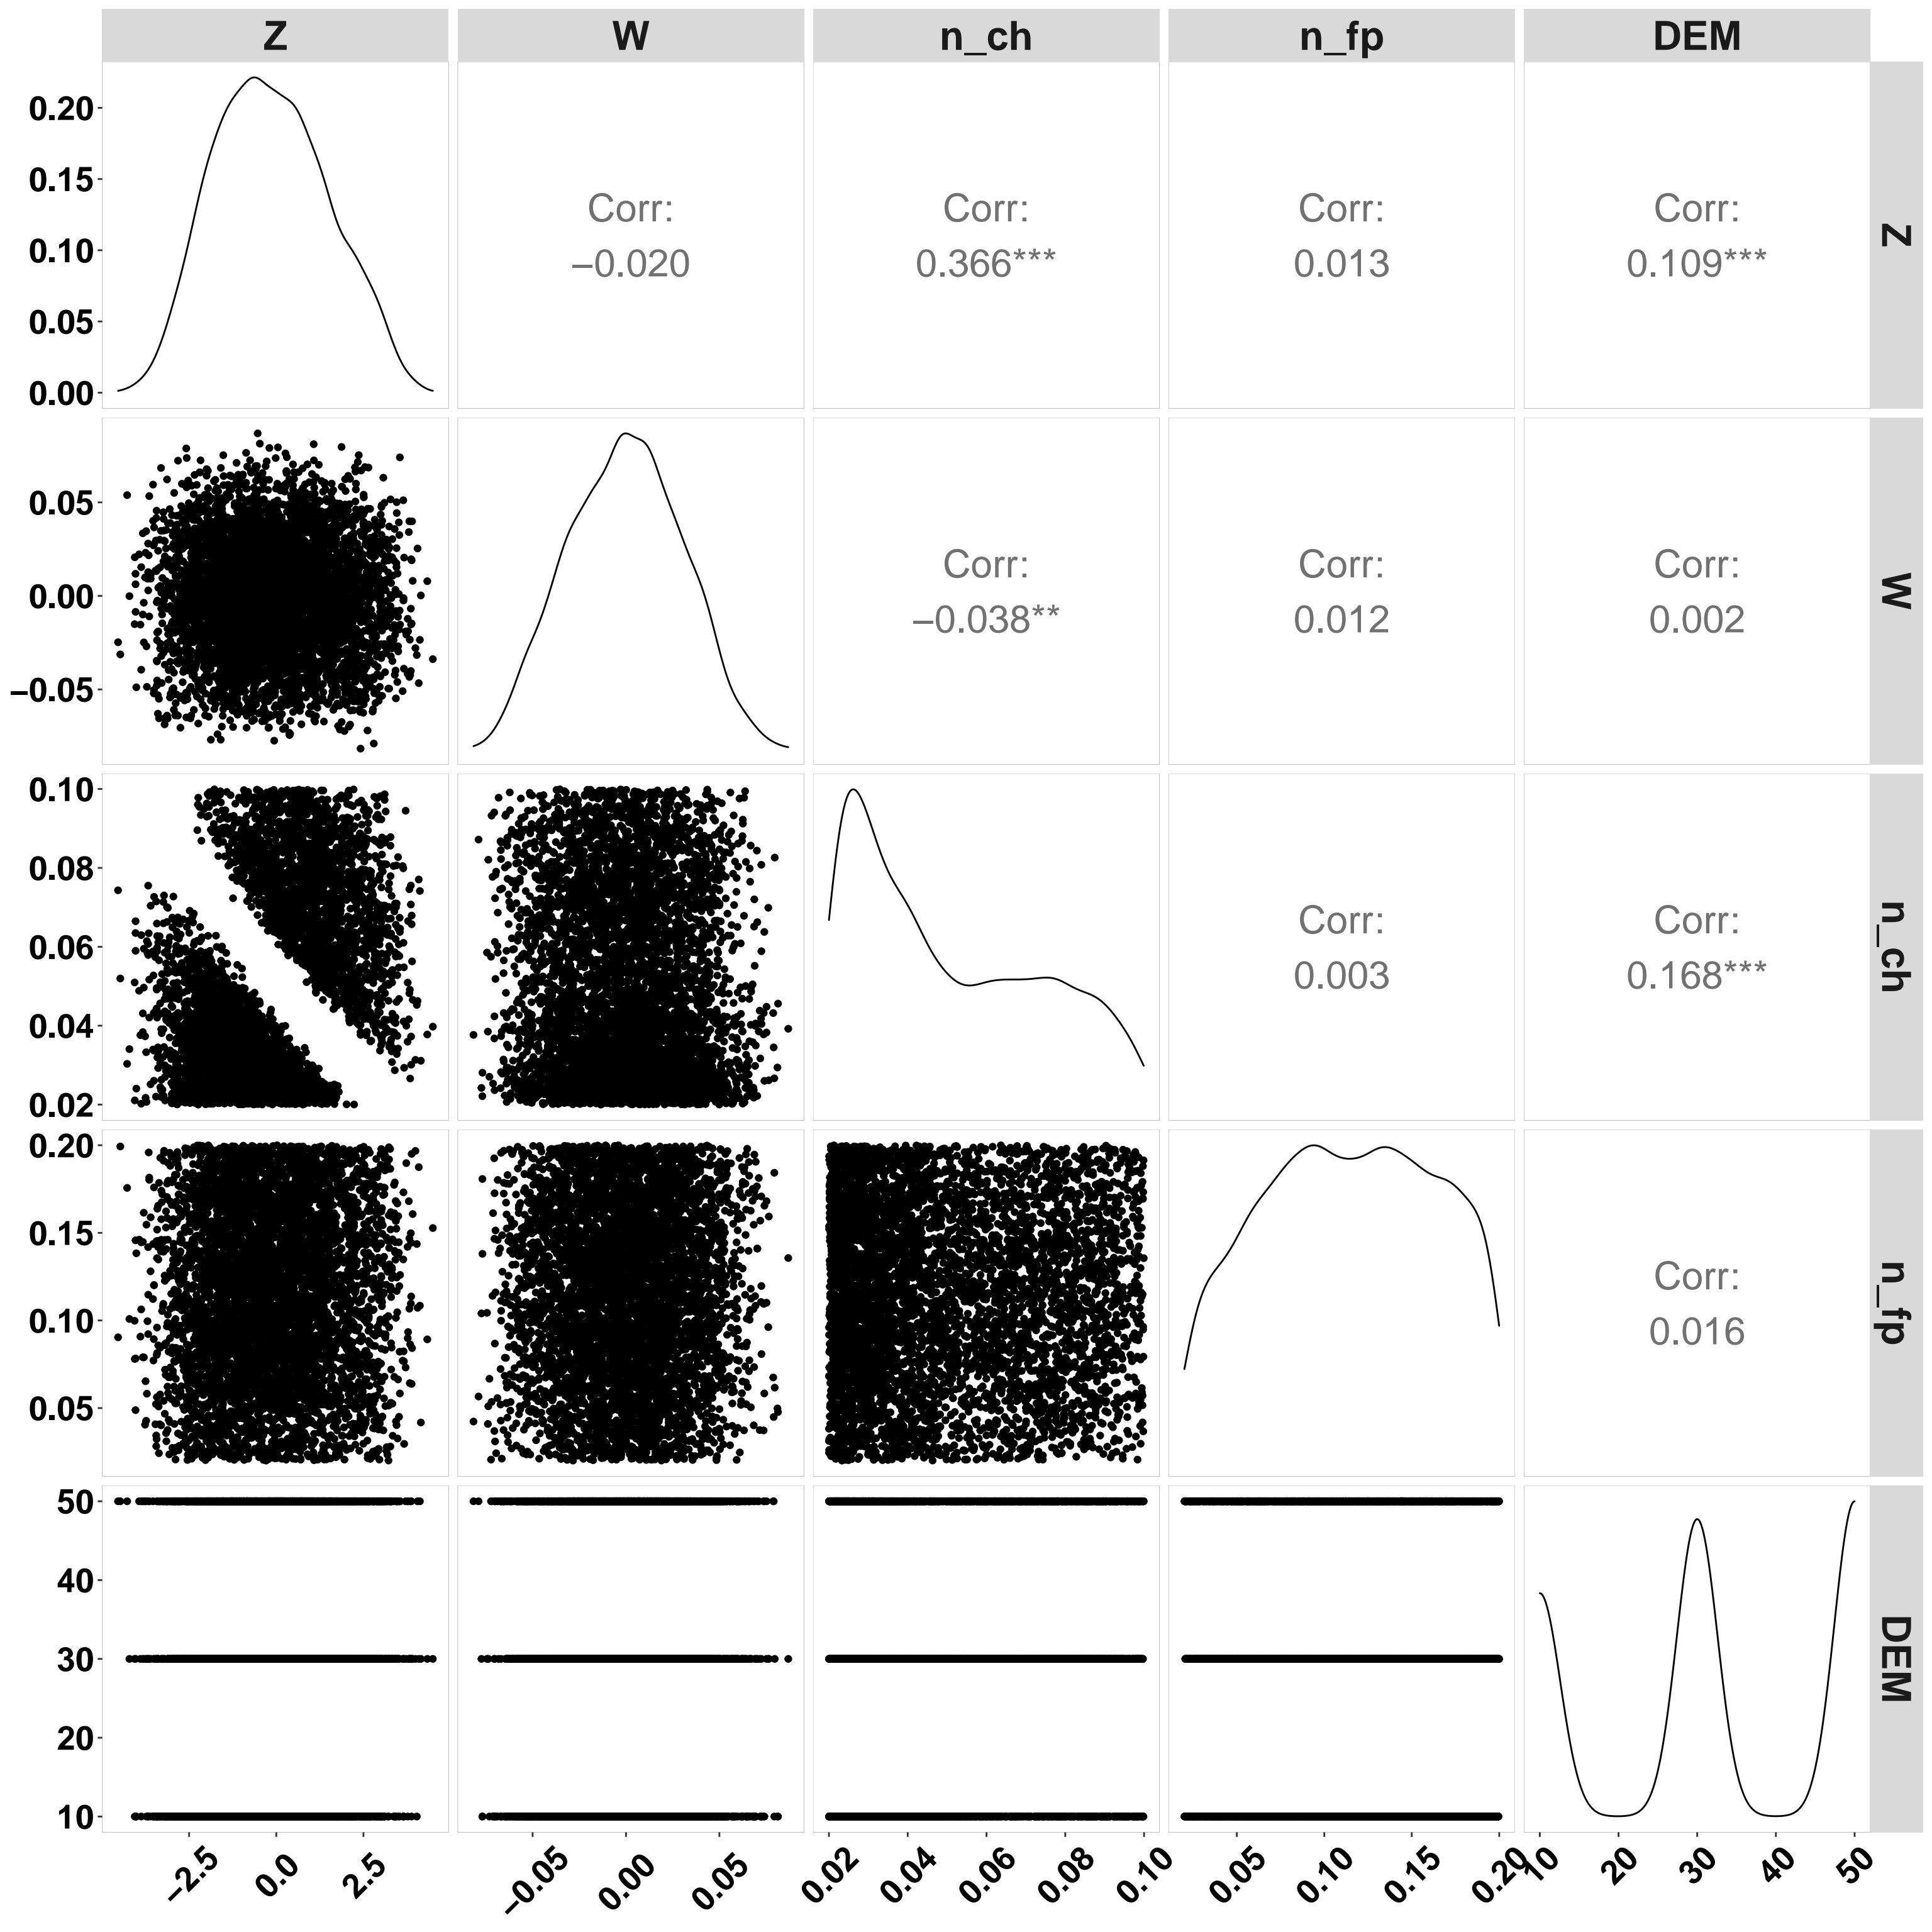 Z W n_ch n_fp DEM
0.20
0.15
0.10
0.05
0.00
Corr:
−0.020
Corr:
0.366***
Corr:
0.013
Corr:
0.109***
Z
0.05
0.00
−0.05
Corr:
−0.038**
Corr:
0.012
Corr:
0.002
W
0.10
0.08
0.06
0.04
0.02
Corr:
0.003
Corr:
0.168***
n_ch
0.20
0.15
0.10
0.05
Corr:
0.016
n_fp
50
40
30
20
10
DEM
−2.5 0.0 2.5
−0.05 0.00 0.05
0.02 0.04 0.06 0.08 0.10
0.05 0.10 0.15 0.20
10 20 30 40 50